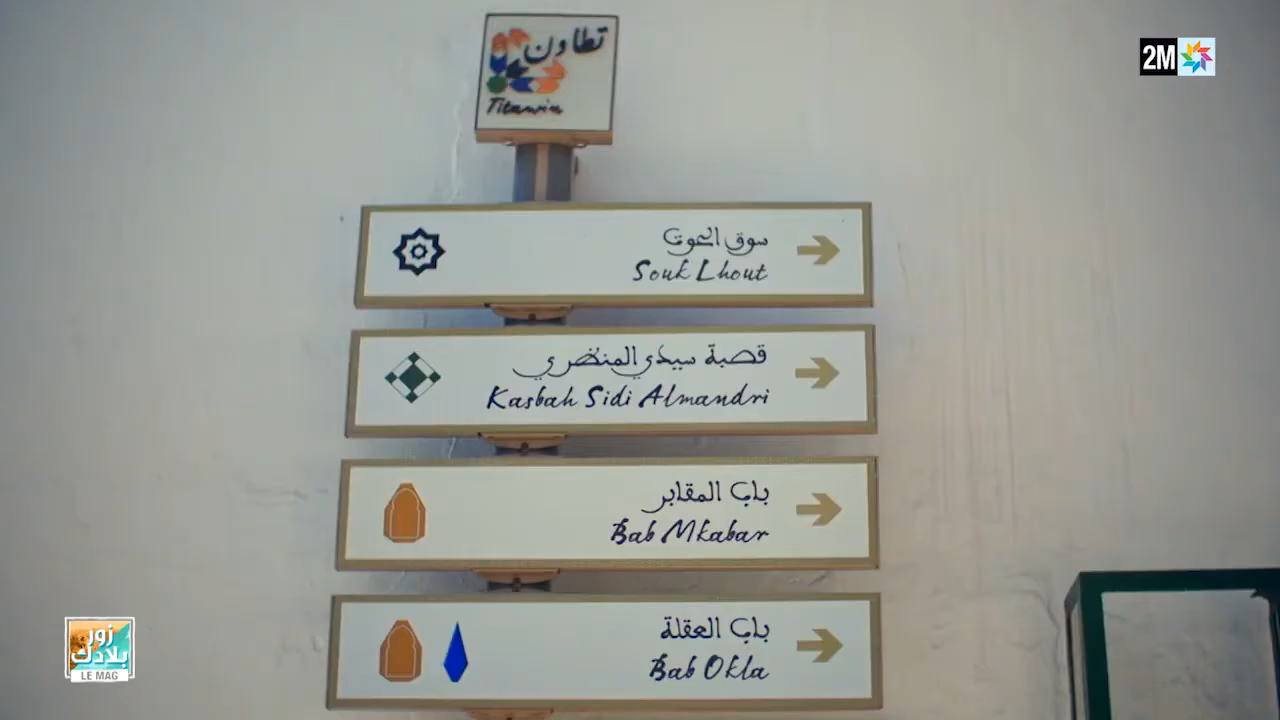 تطاون
Titawin
2M
سوق الحوت
Souk Lhout
قصبة سيدي المنضري
Kasbah Sidi Almandri
باب المقابر
Bab Mkabar
باب العقلة
Bab Okla
زور
بلادك
LE MAG